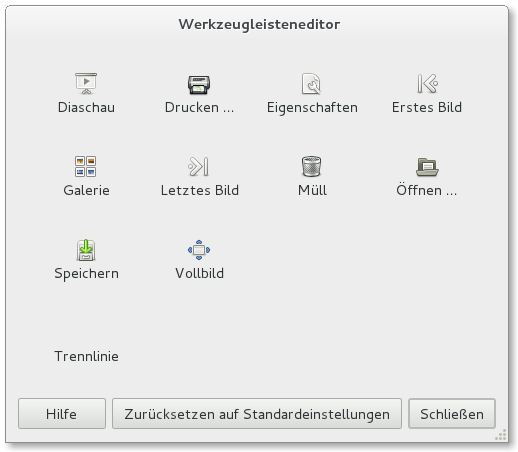 Werkzeugleisteneditor
Diaschau
Drucken ...
Eigenschaften
Erstes Bild
Galerie
Letztes Bild
Müll
Öffnen ...
Speichern
Vollbild
Trennlinie
Hilfe
Zurücksetzen auf Standardeinstellungen
Schließen